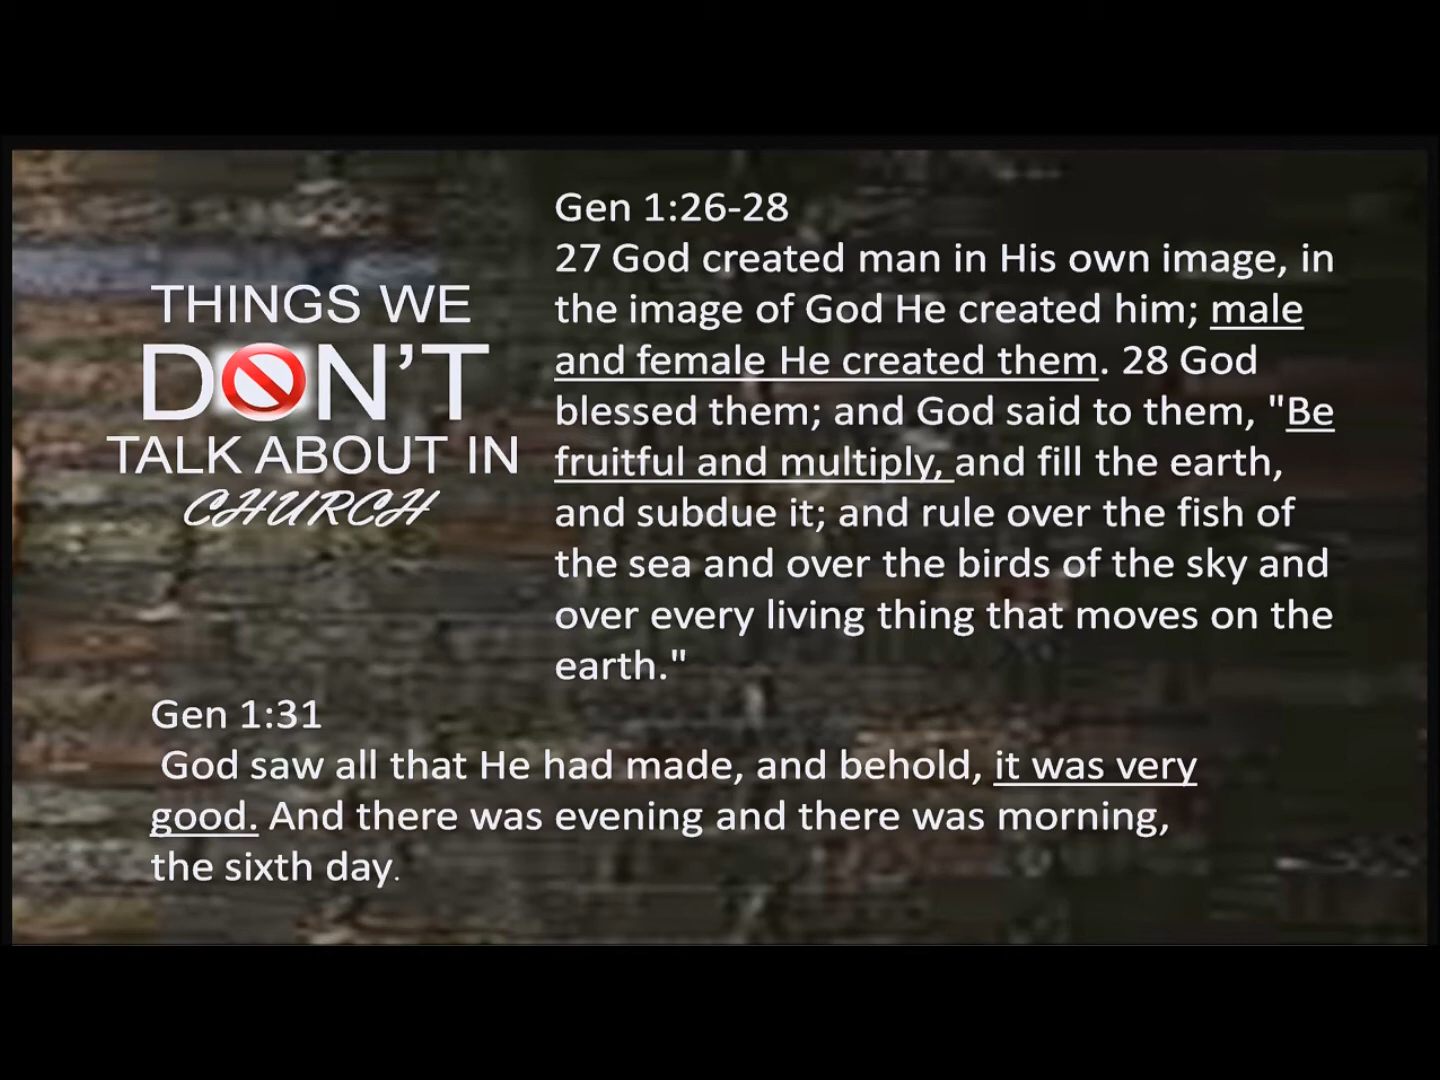 THINGS WE
DON'T
TALK ABOUT IN
CHURCH
Gen 1:26-28
27 God created man in His own image, in
the image of God He created him; male
and female He created them. 28 God
blessed them; and God said to them, "Be
fruitful and multiply, and fill the earth,
and subdue it; and rule over the fish of
the sea and over the birds of the sky and
over every living thing that moves on the
earth."
Gen 1:31
God saw all that He had made, and behold, it was very
good. And there was evening and there was morning,
the sixth day.